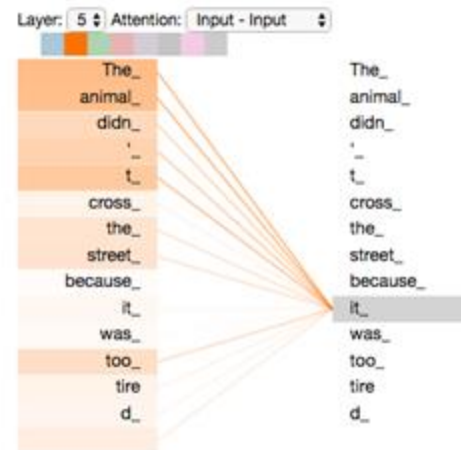 Layer: 5 Attention: Input - Input
The_ The_
animal_ animal_
didn_ didn_
'_ '_
t_ t_
cross_ cross_
the_ the_
street_ street_
because_ because_
it_ it_
was_ was_
too_ too_
tire tire
d_ d_